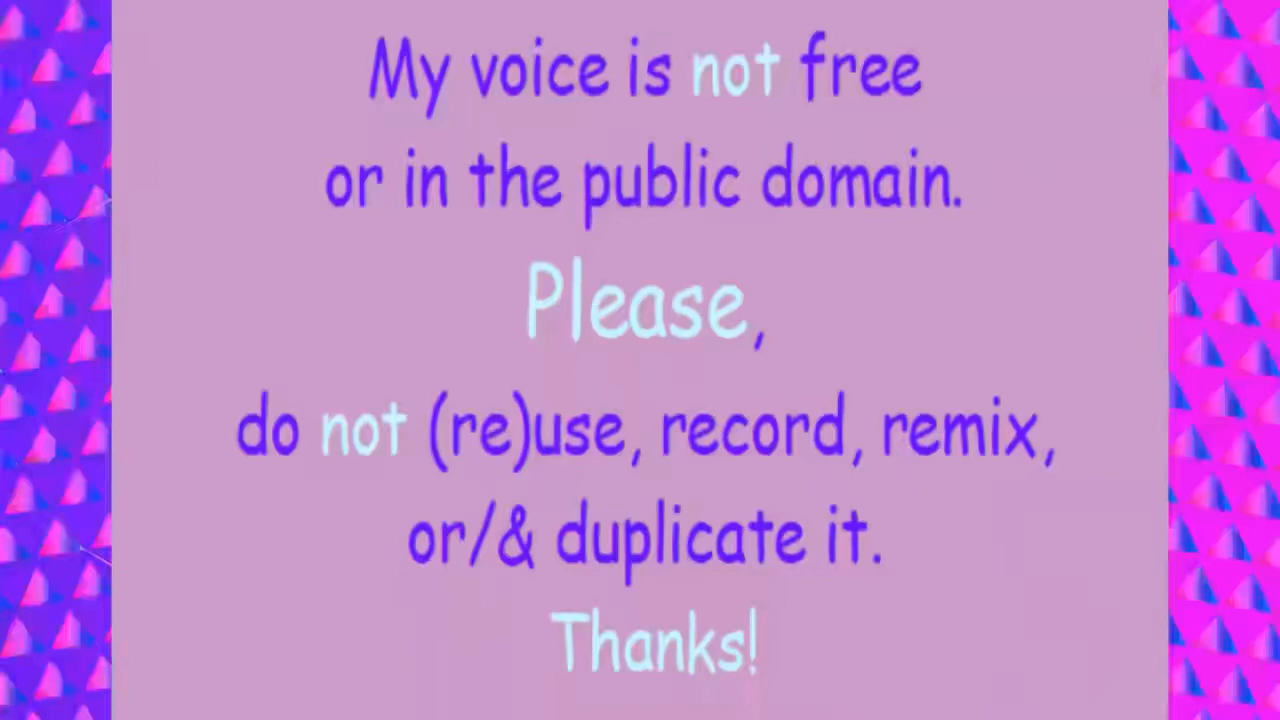 My voice is not free
or in the public domain.
Please,
do not (re)use, record, remix,
or/& duplicate it.
Thanks!